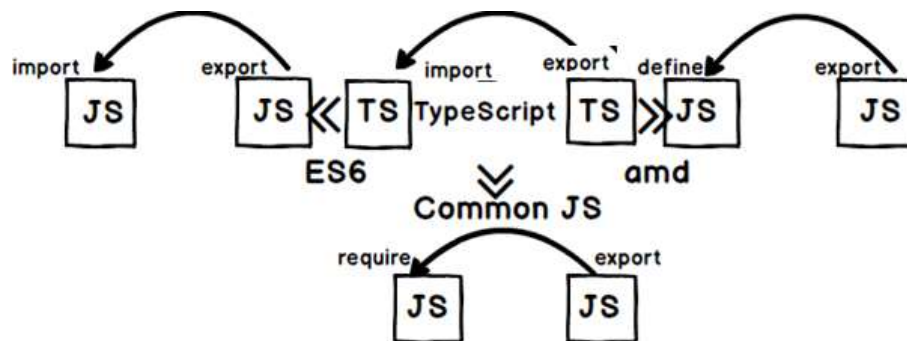 import export import export define export
JS JS TS TypeScript TS JS JS
ES6 amd
Common JS
require export
JS JS